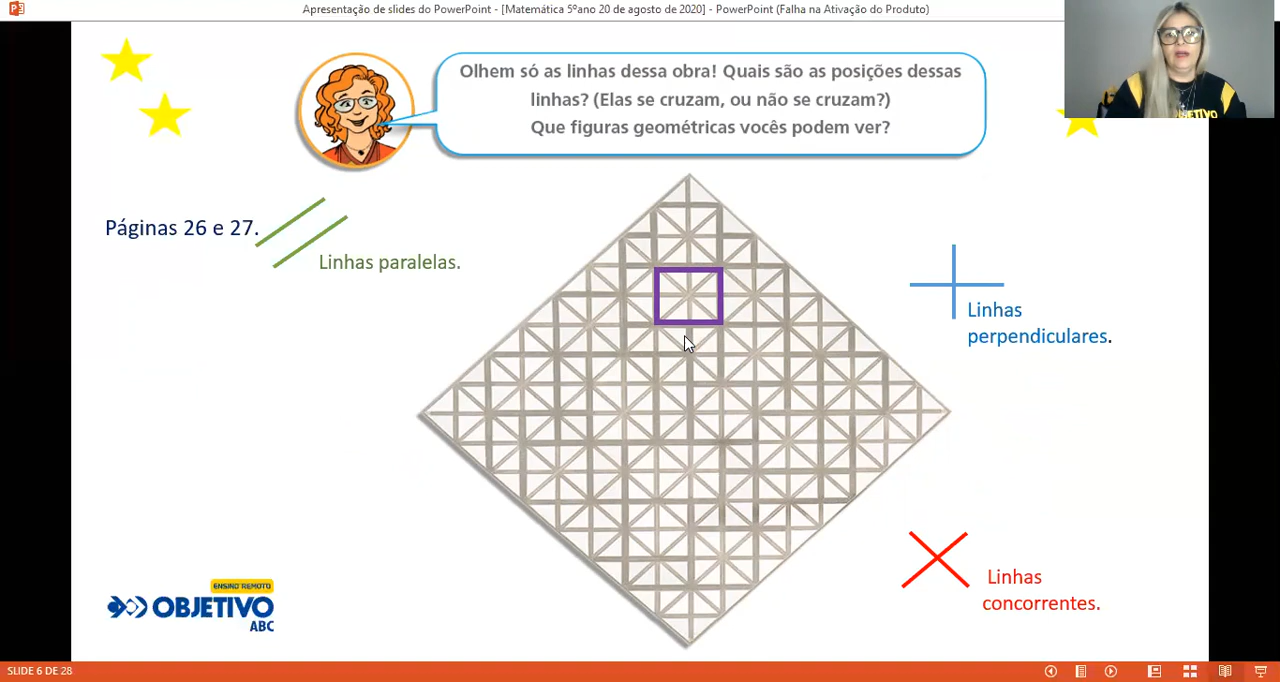 Apresentação de slides do PowerPoint - [Matemática 5ºano 20 de agosto de 2020] - PowerPoint (Falha na Ativação do Produto)
Olhem só as linhas dessa obra! Quais são as posições dessas
linhas? (Elas se cruzam, ou não se cruzam?)
Que figuras geométricas vocês podem ver?
Páginas 26 e 27.
Linhas paralelas.
Linhas
perpendiculares.
Linhas
concorrentes.
ENSINO REMOTO
OBJETIVO
ABC
OBJETIVO
SLIDE 6 DE 28